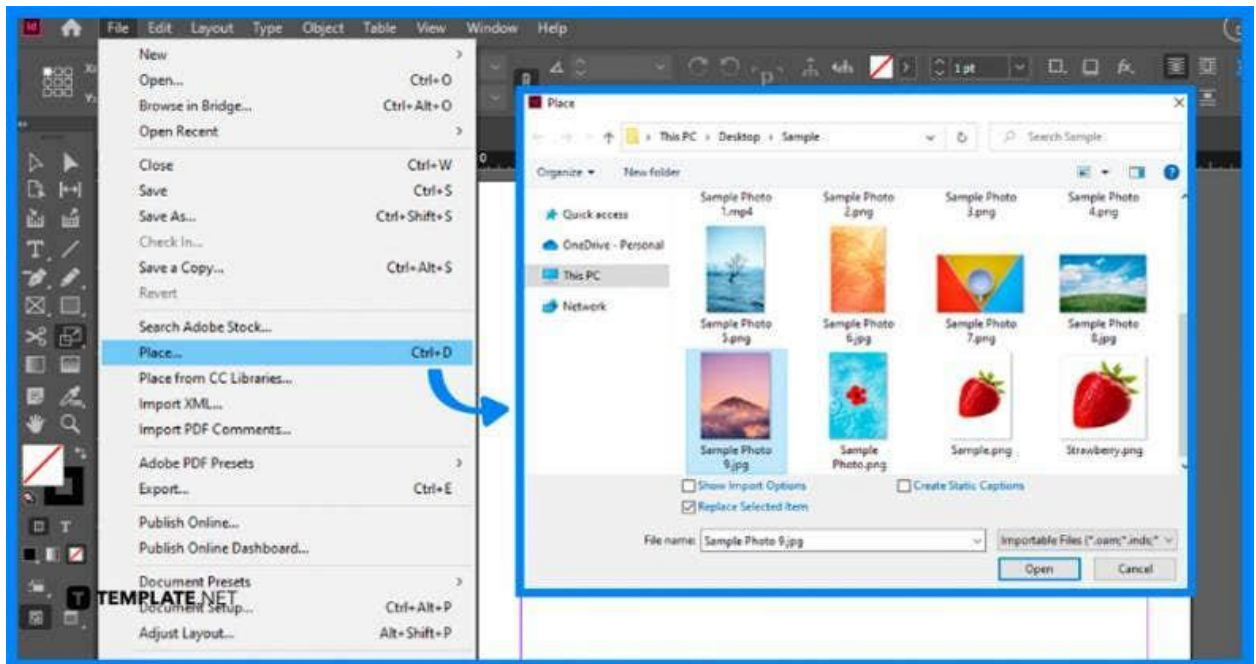 Id File Edit Layout Type Object Table View Window Help
New
Open... Ctrl+O
Browse in Bridge... Ctrl+Alt+O
Open Recent
Close Ctrl+W
Save Ctrl+S
Save As... Ctrl+Shift+S
Check In...
Save a Copy... Ctrl+Alt+S
Revert
Search Adobe Stock...
Place... Ctrl+D
Place from CC Libraries...
Import XML...
Import PDF Comments...
Adobe PDF Presets
Export... Ctrl+E
Publish Online...
Publish Online Dashboard...
Document Presets
TEMPLATE.NET
Document Setup... Ctrl+Alt+P
Adjust Layout... Alt+Shift+P
1 pt
Place
This PC Desktop Sample
Search Sample
Organize New folder
Quick access
OneDrive - Personal
This PC
Network
Sample Photo Sample Photo Sample Photo Sample Photo
1.mp4 2.png 3.png 4.png
Sample Photo Sample Photo Sample Photo Sample Photo
5.png 6.jpg 7.png 8.jpg
Sample Photo Sample Sample.png Strawberry.png
9.jpg Photo.png
Show Import Options Create Static Captions
Replace Selected Item
File name: Sample Photo 9.jpg Importable Files (*.oam;*.inds;*
Open Cancel